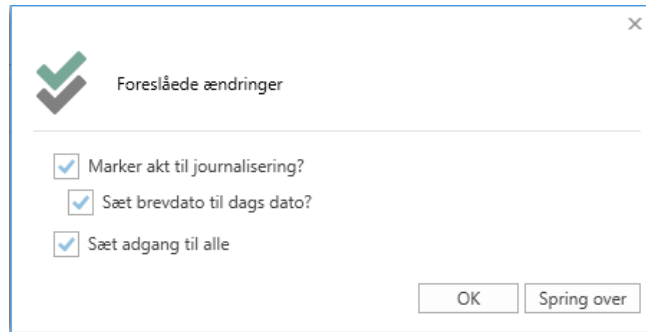 Foreslåede ændringer
Marker akt til journalisering?
Sæt brevdato til dags dato?
Sæt adgang til alle
OK
Spring over